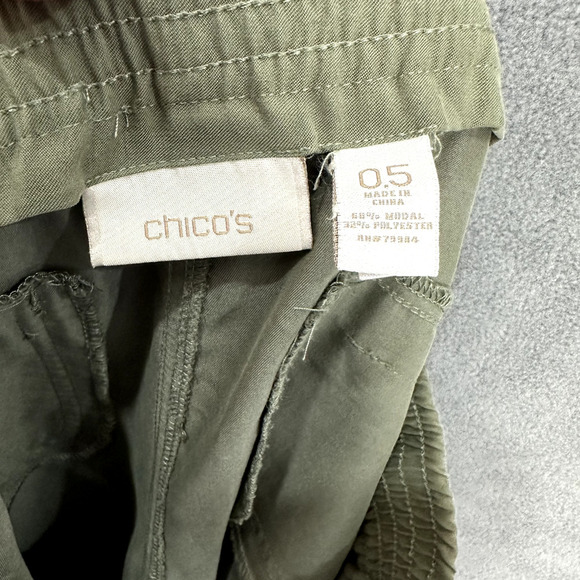 chico's
0.5
MADE IN
CHINA
68% MODAL
32% POLYESTER
RN# 79984